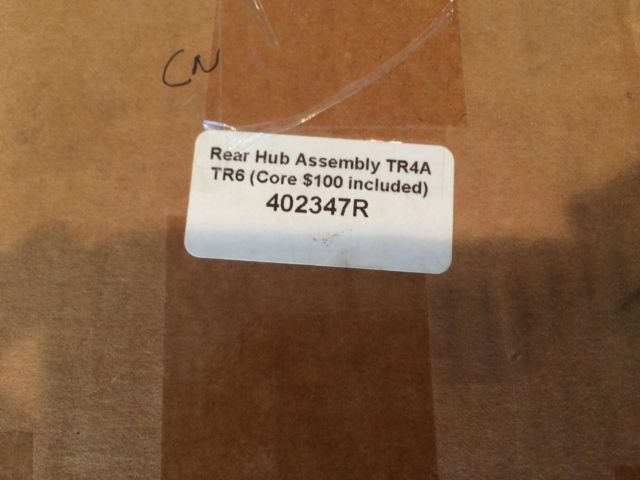 CN
Rear Hub Assembly TR4A
TR6 (Core $100 included)
402347R